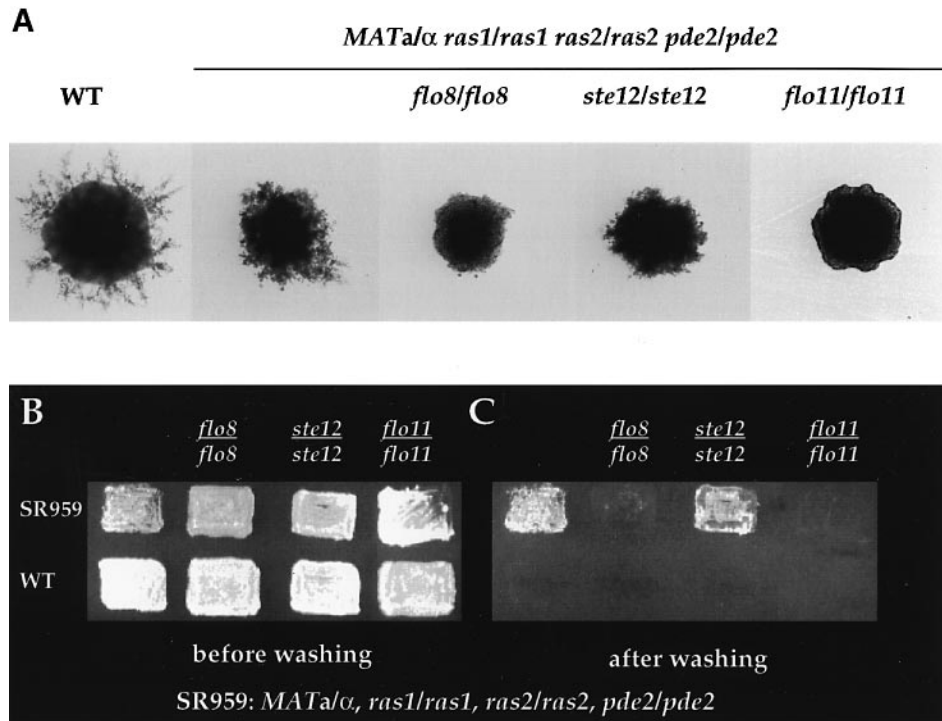 A
MATa/α ras1/ras1 ras2/ras2 pde2/pde2
WT
flo8/flo8
ste12/ste12
flo11/flo11
B
flo8
flo8
ste12
ste12
flo11
flo11
SR959
WT
before washing
C
flo8
flo8
ste12
ste12
flo11
flo11
after washing
SR959: MATa/α, ras1/ras1, ras2/ras2, pde2/pde2